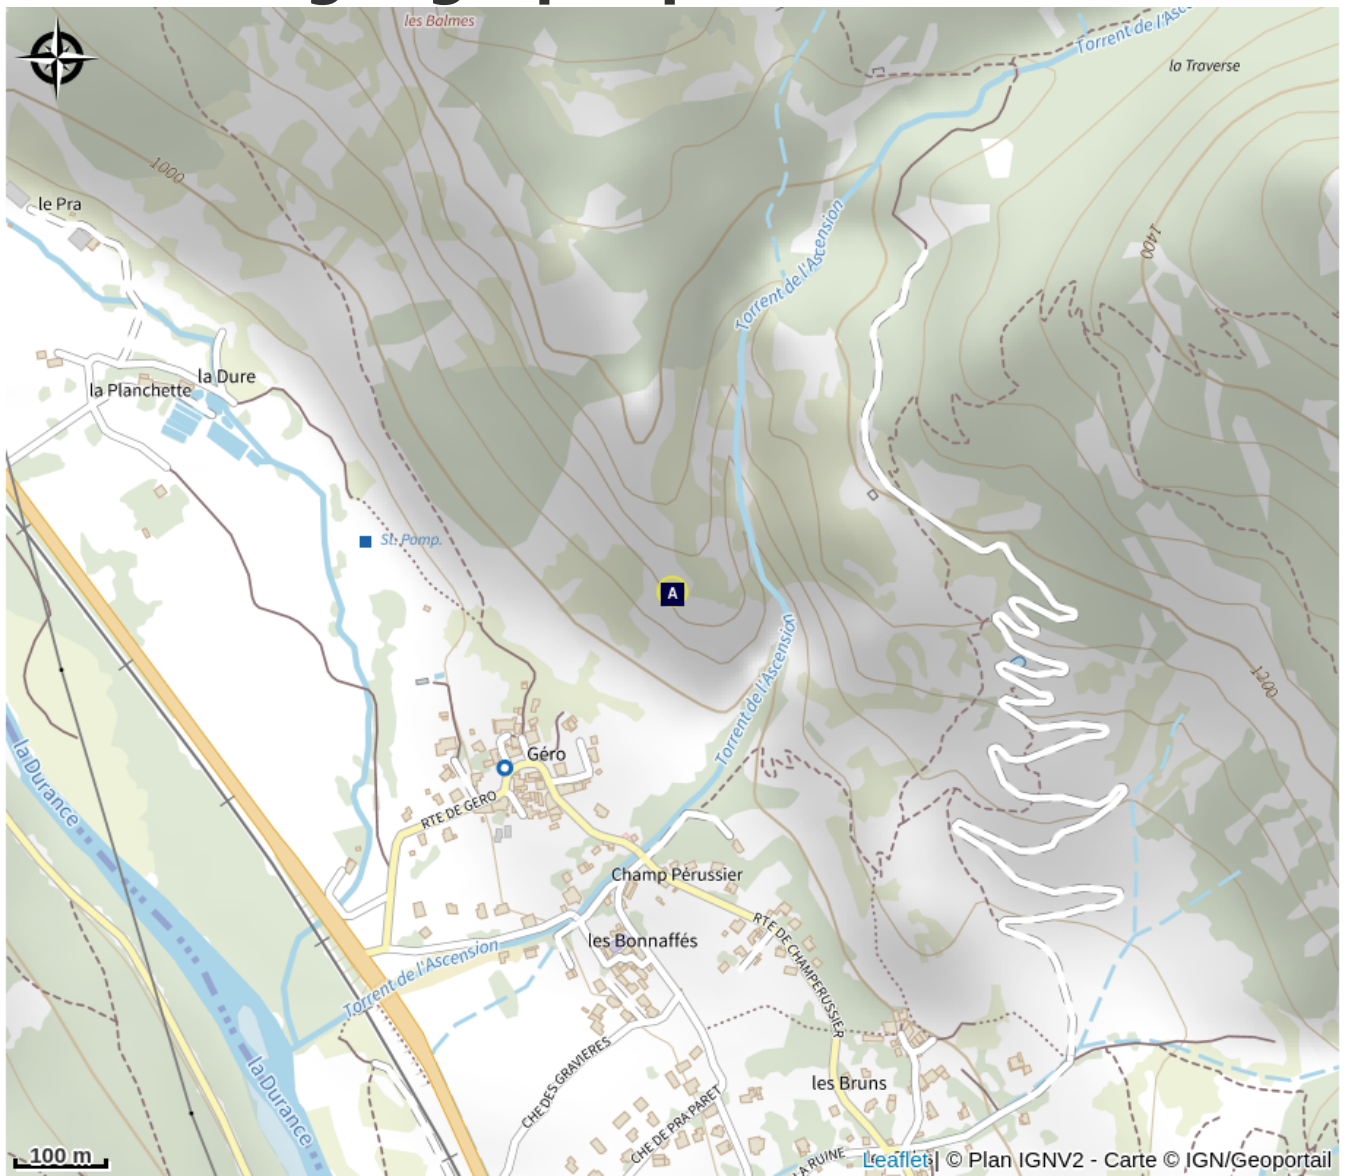 les Balmes
Torrent de l'Asc
la Traverse
1000
le Pra
Torrent de l'Ascension
1400
la Dure
la Planchette
St. Pomp.
A
Torrent de l'Ascension
1200
Géro
la Durance
RTE DE GERO
Champ Pérussier
RTE DE CHAMPERUSSIER
les Bonnaffés
Torrent de l'Ascension
la Durance
CHE DES GRAVIERES
les Bruns
CHE DE PRA PARET
LA RUINE
100 m
Leaflet | © Plan IGNV2 - Carte © IGN/Geoportail